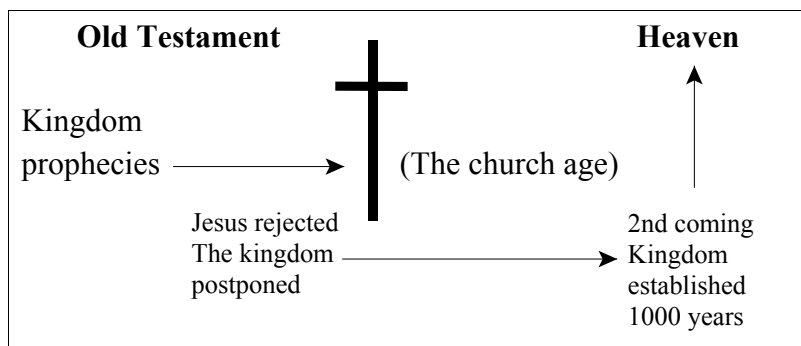 Old Testament
Heaven
Kingdom
prophecies
(The church age)
Jesus rejected
The kingdom
postponed
2nd coming
Kingdom
established
1000 years